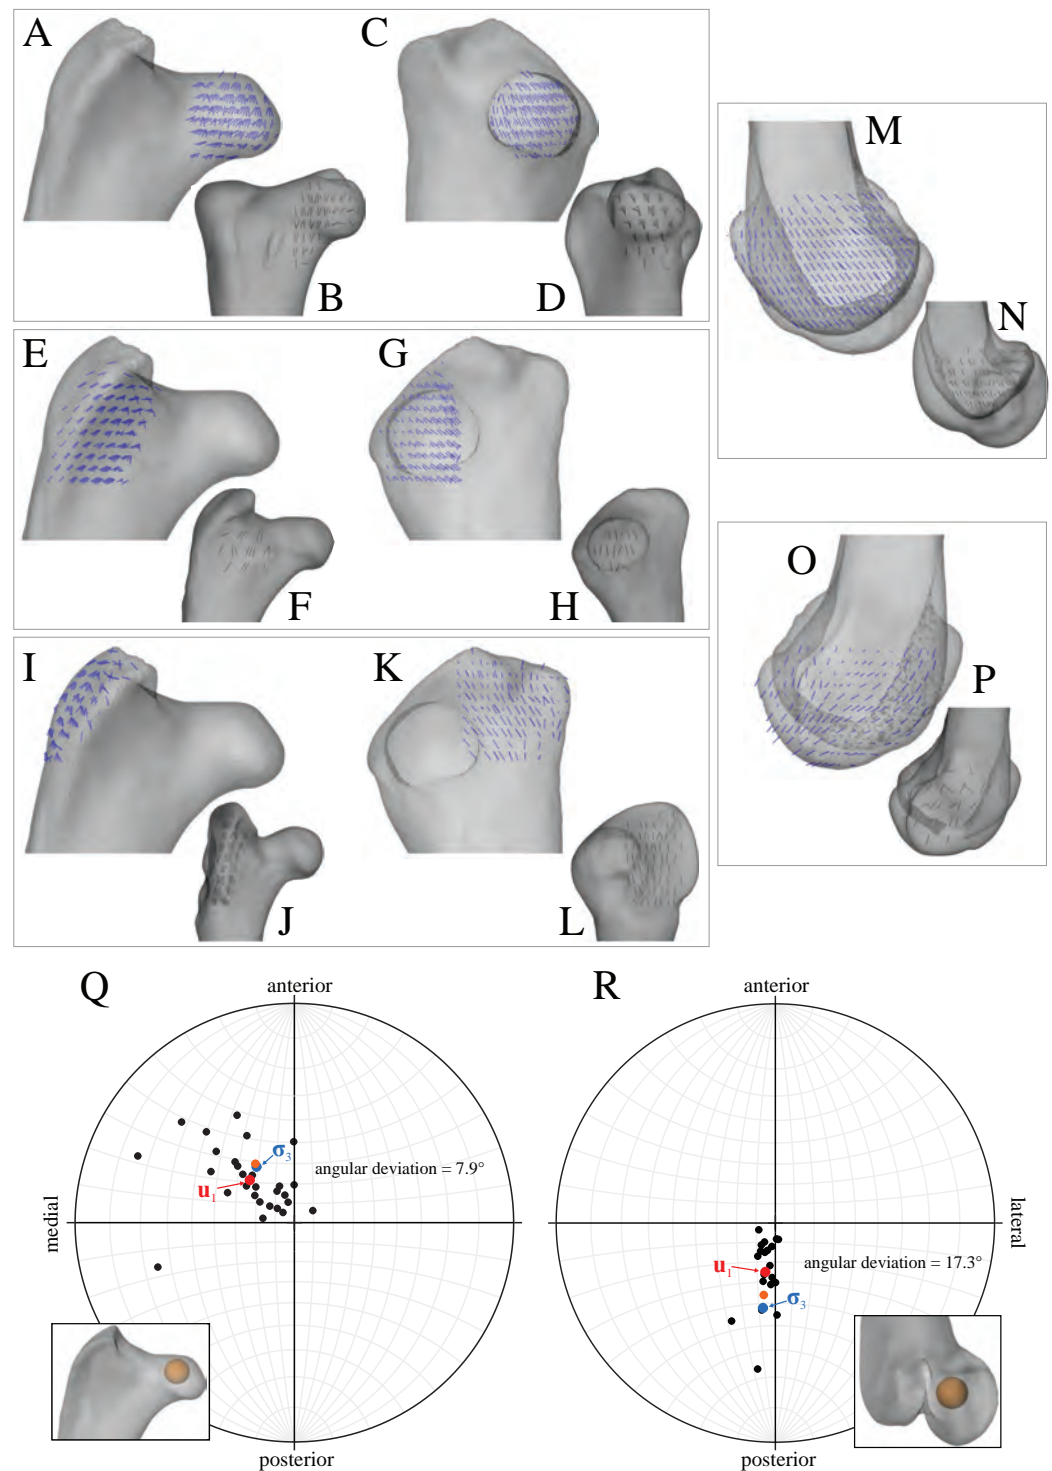 A
C
B
D
M
N
E
G
F
H
I
K
J
L
O
P
Q
R
anterior
anterior
σ3
angular deviation = 7.9°
u1
medial
lateral
u1
angular deviation = 17.3°
σ3
posterior
posterior